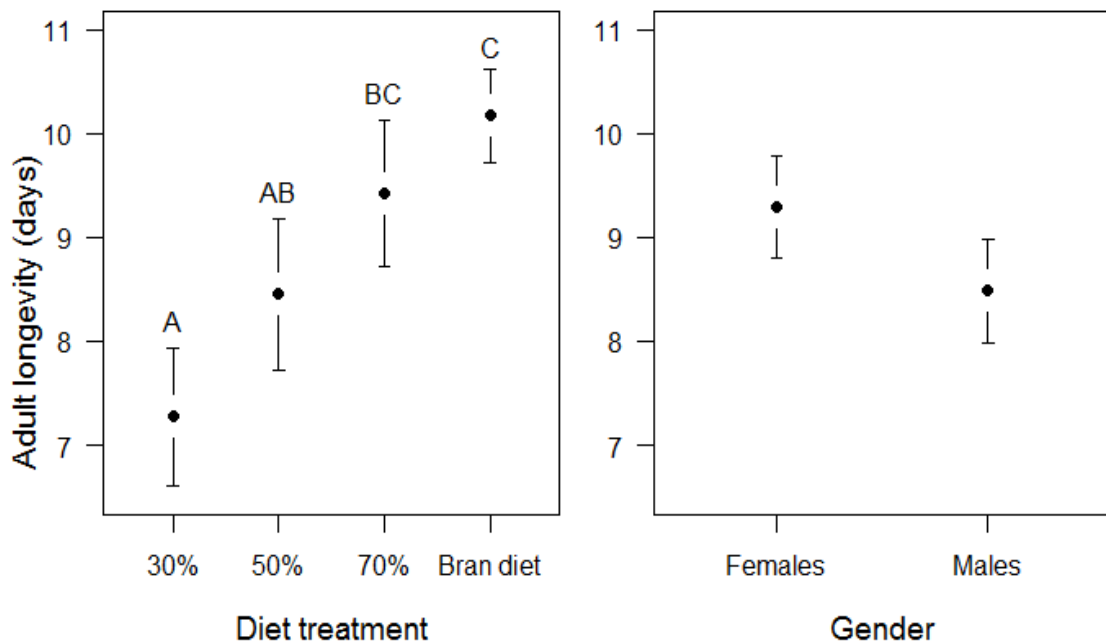 Adult longevity (days)
11
10
9
8
7
A
AB
BC
C
30% 50% 70% Bran diet
Diet treatment
11
10
9
8
7
Females Males
Gender